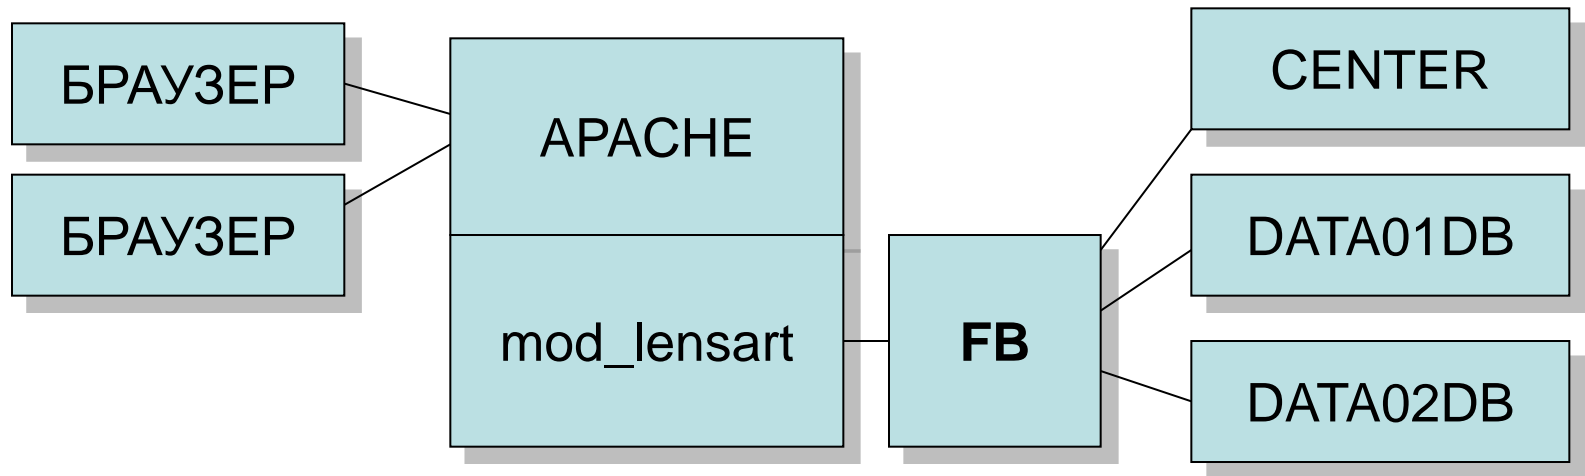 БРАУЗЕР
БРАУЗЕР
APACHE
mod_lensart
FB
CENTER
DATA01DB
DATA02DB